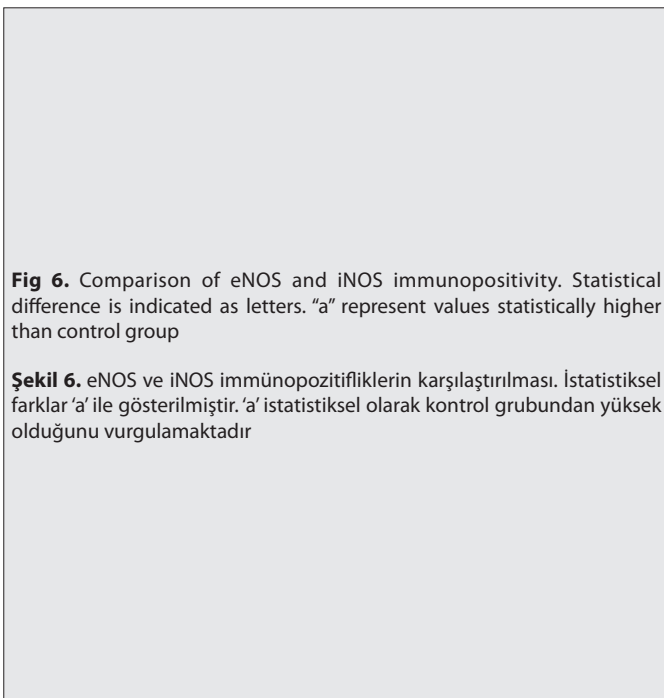 Fig 6. Comparison of eNOS and iNOS immunopositivity. Statistical
difference is indicated as letters. “a” represent values statistically higher
than control group
Şekil 6. eNOS ve iNOS immünopozitifliklerin karşılaştırılması. İstatistiksel
farklar ‘a’ ile gösterilmiştir. ‘a’ istatistiksel olarak kontrol grubundan yüksek
olduğunu vurgulamaktadır